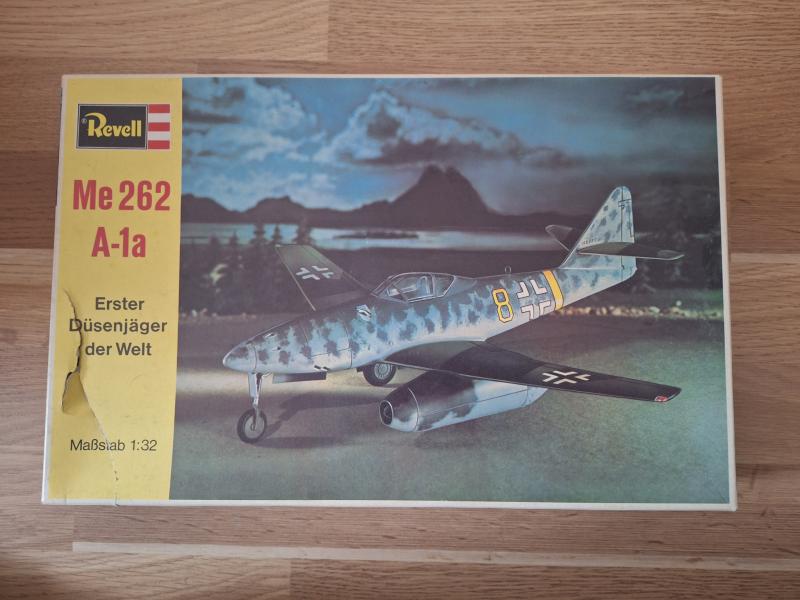 ®Revell
Me 262
A-1a
Erster
Düsenjäger
der Welt
Maßstab 1:32
8